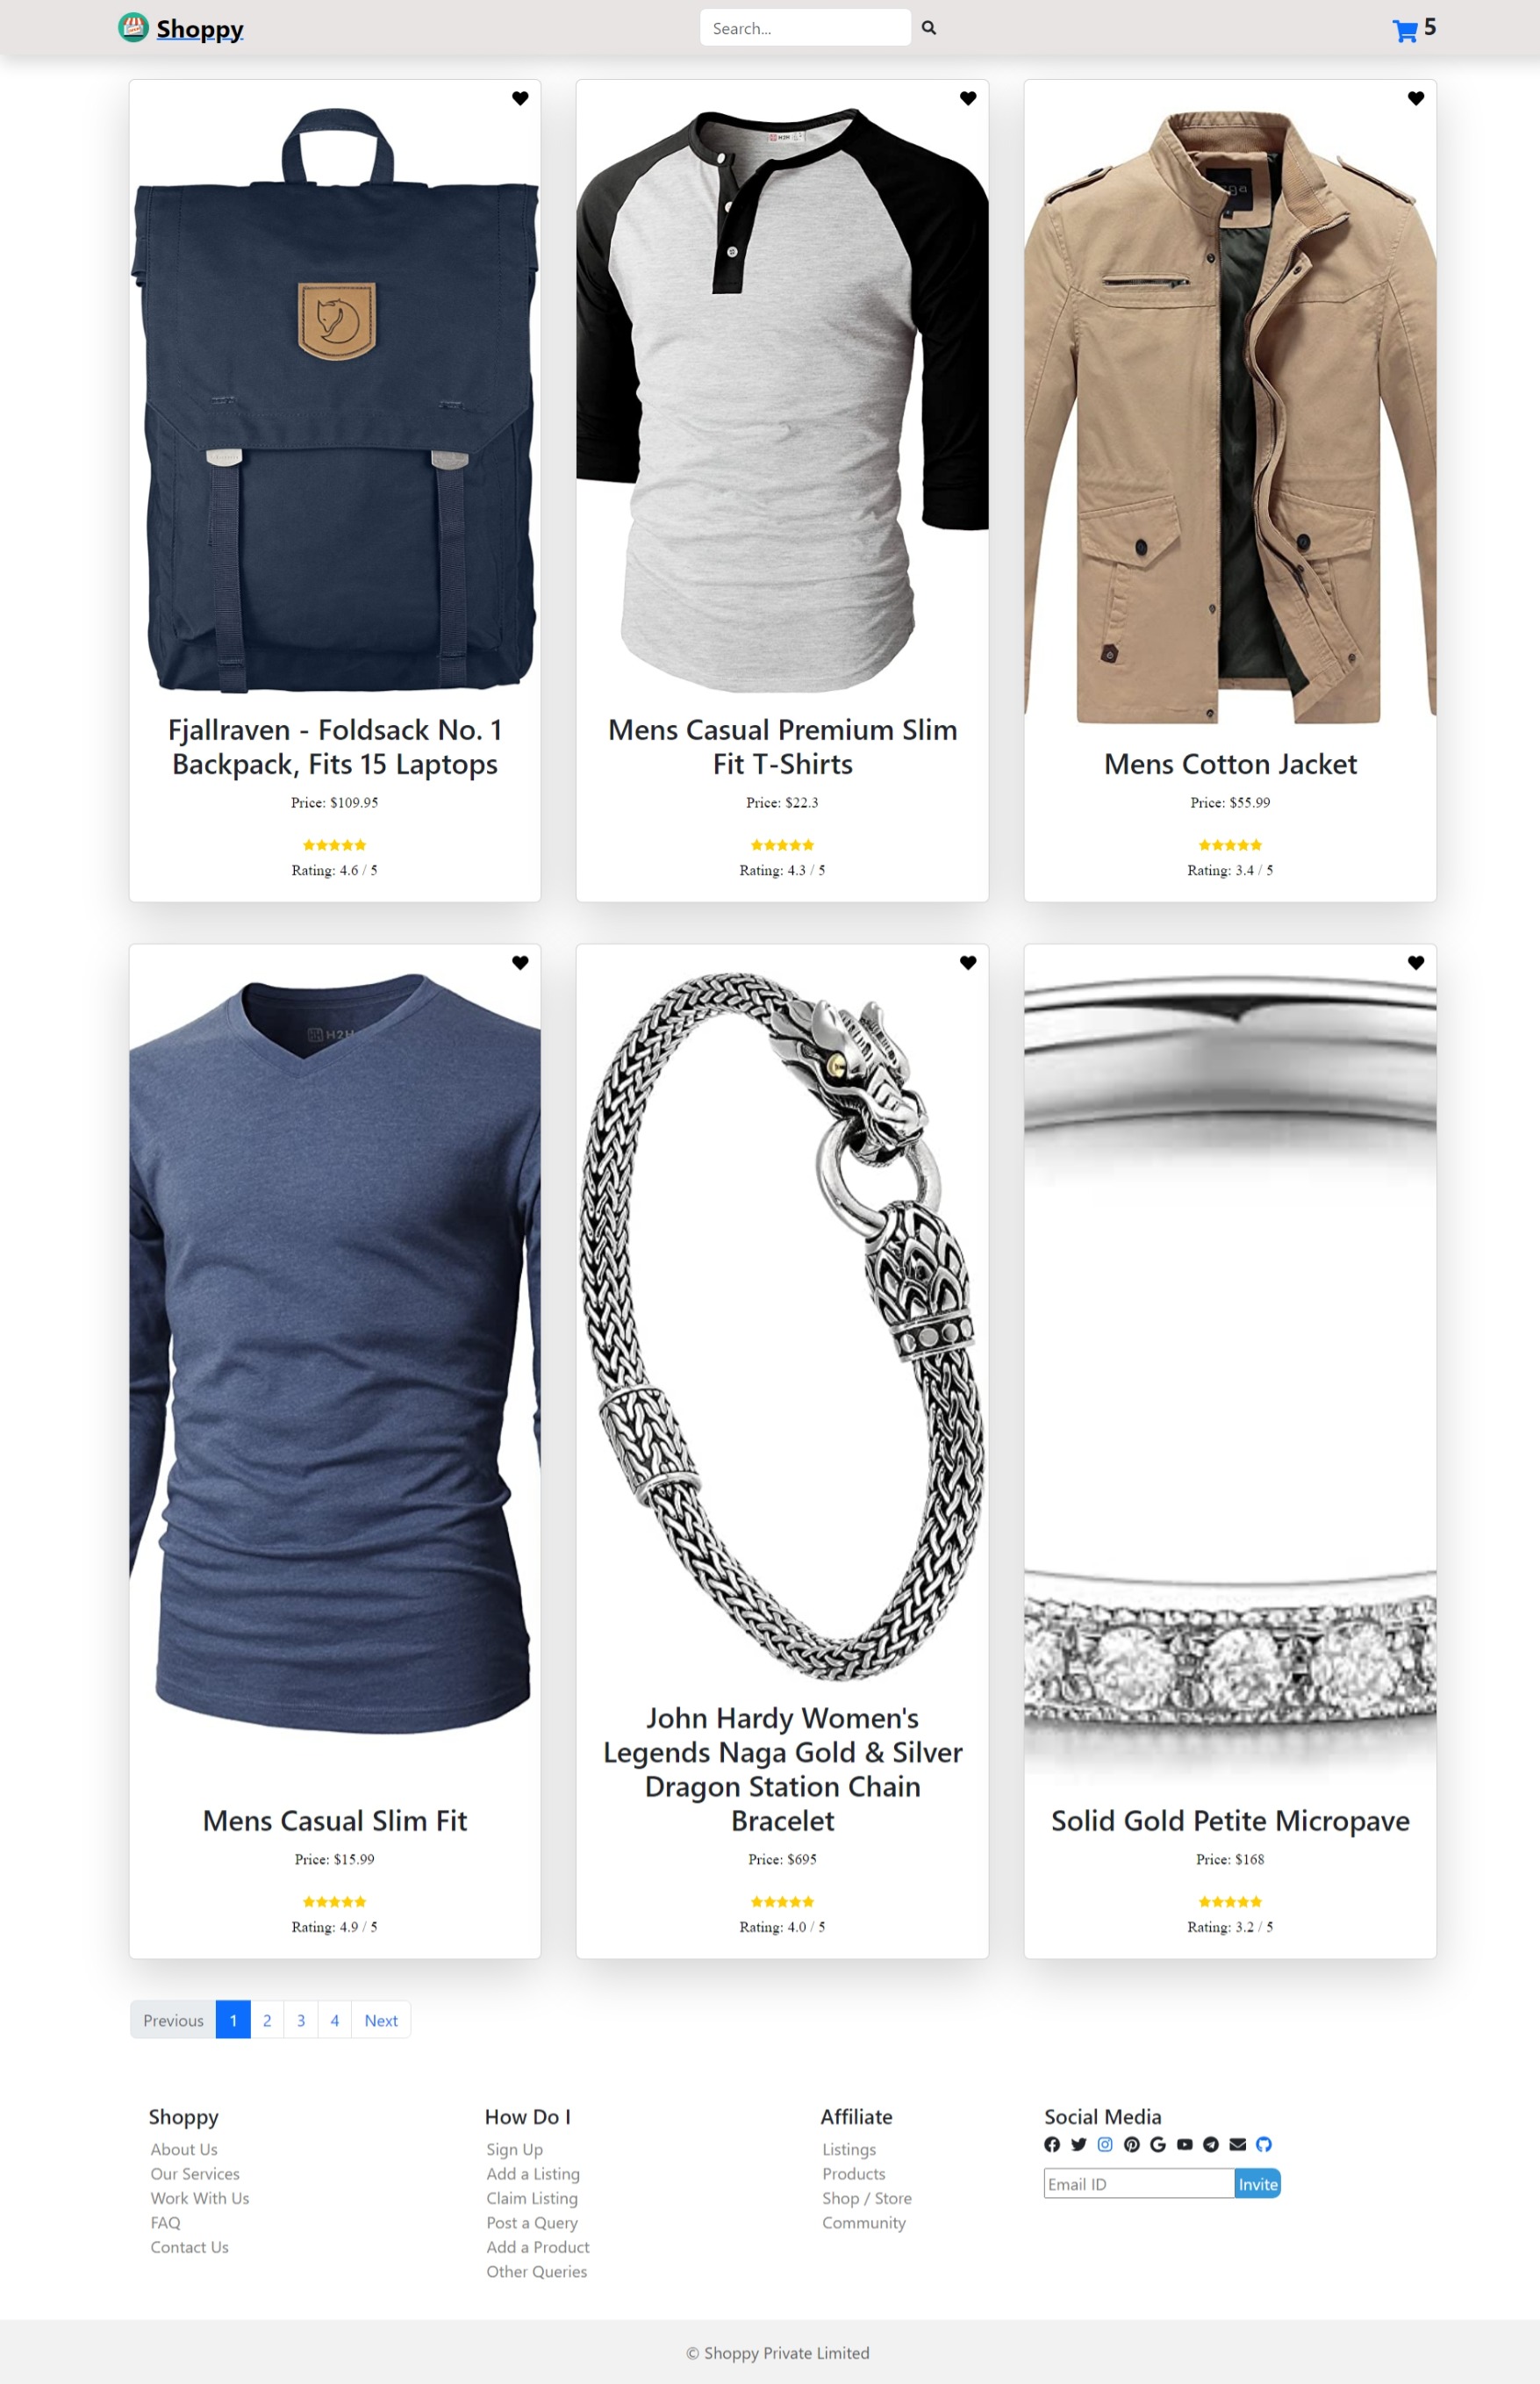 Shoppy
Search...
5
Fjallraven - Foldsack No. 1
Backpack, Fits 15 Laptops
Price: $109.95
Rating: 4.6 / 5
Mens Casual Premium Slim
Fit T-Shirts
Price: $22.3
Rating: 4.3 / 5
Mens Cotton Jacket
Price: $55.99
Rating: 3.4 / 5
H2H
Mens Casual Slim Fit
Price: $15.99
Rating: 4.9 / 5
John Hardy Women's
Legends Naga Gold & Silver
Dragon Station Chain
Bracelet
Price: $695
Rating: 4.0 / 5
Solid Gold Petite Micropave
Price: $168
Rating: 3.2 / 5
Previous 1 2 3 4 Next
Shoppy
About Us
Our Services
Work With Us
FAQ
Contact Us
How Do I
Sign Up
Add a Listing
Claim Listing
Post a Query
Add a Product
Other Queries
Affiliate
Listings
Products
Shop / Store
Community
Social Media
Email ID Invite
© Shoppy Private Limited